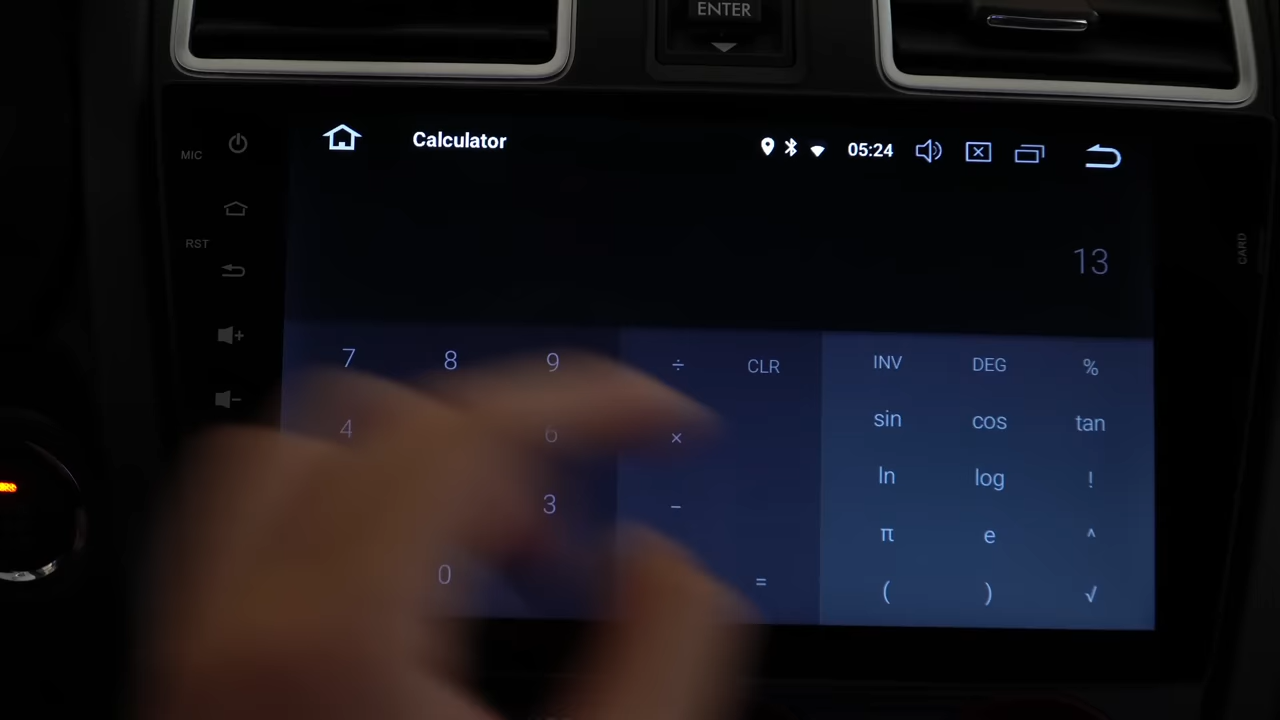 ENTER
MIC
RST
CARD
Calculator
05:24
13
7 8 9 ÷ CLR INV DEG %
4 6 × sin cos tan
3 − ln log !
π e ^
0 = ( ) √